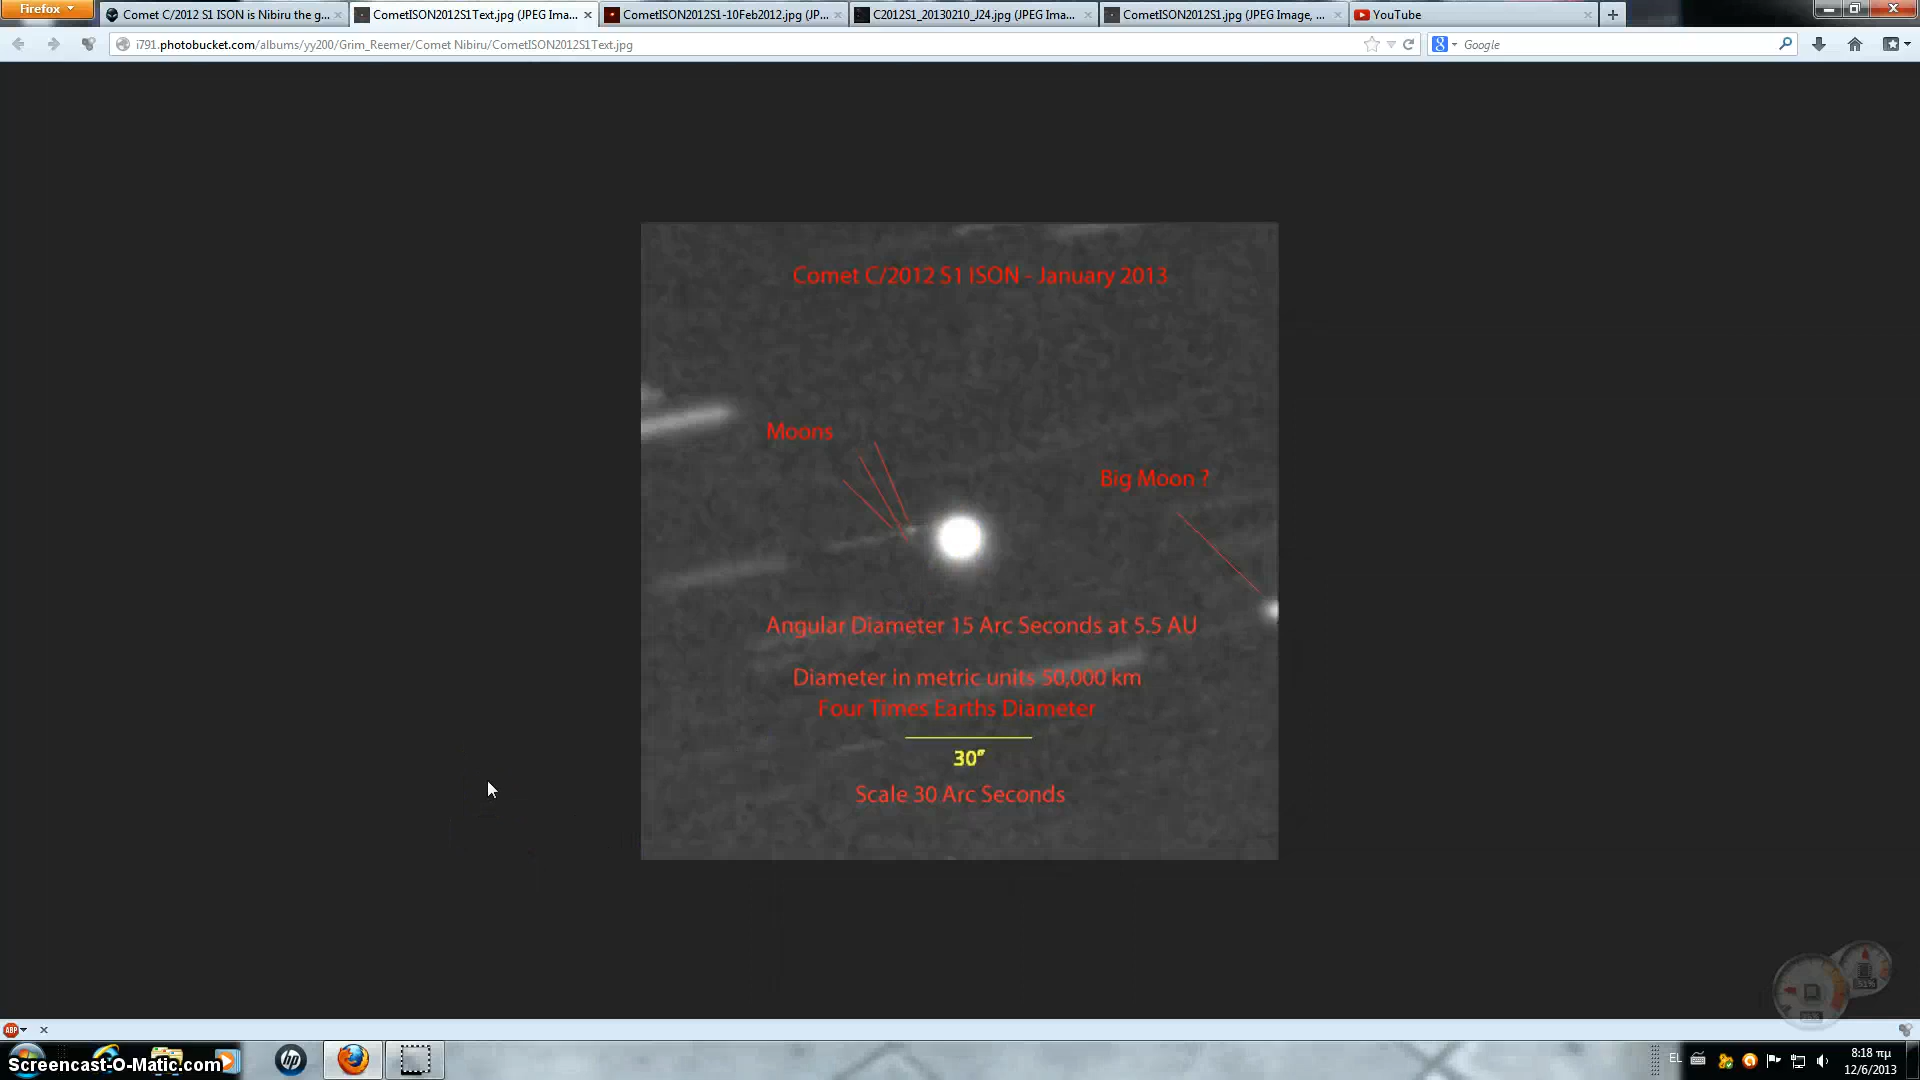 Firefox
Comet C/2012 S1 ISON is Nibiru the g...
CometISON2012S1Text.jpg (JPEG Ima...
CometISON2012S1-10Feb2012.jpg (JP...
C2012S1_20130210_J24.jpg (JPEG Ima...
CometISON2012S1.jpg (JPEG Image, ...
YouTube
i791.photobucket.com/albums/yy200/Grim_Reemer/Comet Nibiru/CometISON2012S1Text.jpg
Google
Comet C/2012 S1 ISON - January 2013
Moons
Big Moon ?
Angular Diameter 15 Arc Seconds at 5.5 AU
Diameter in metric units 50,000 km
Four Times Earths Diameter
30"
Scale 30 Arc Seconds
ABP
Screencast-O-Matic.com
hp
EL
8:18 πμ
12/6/2013